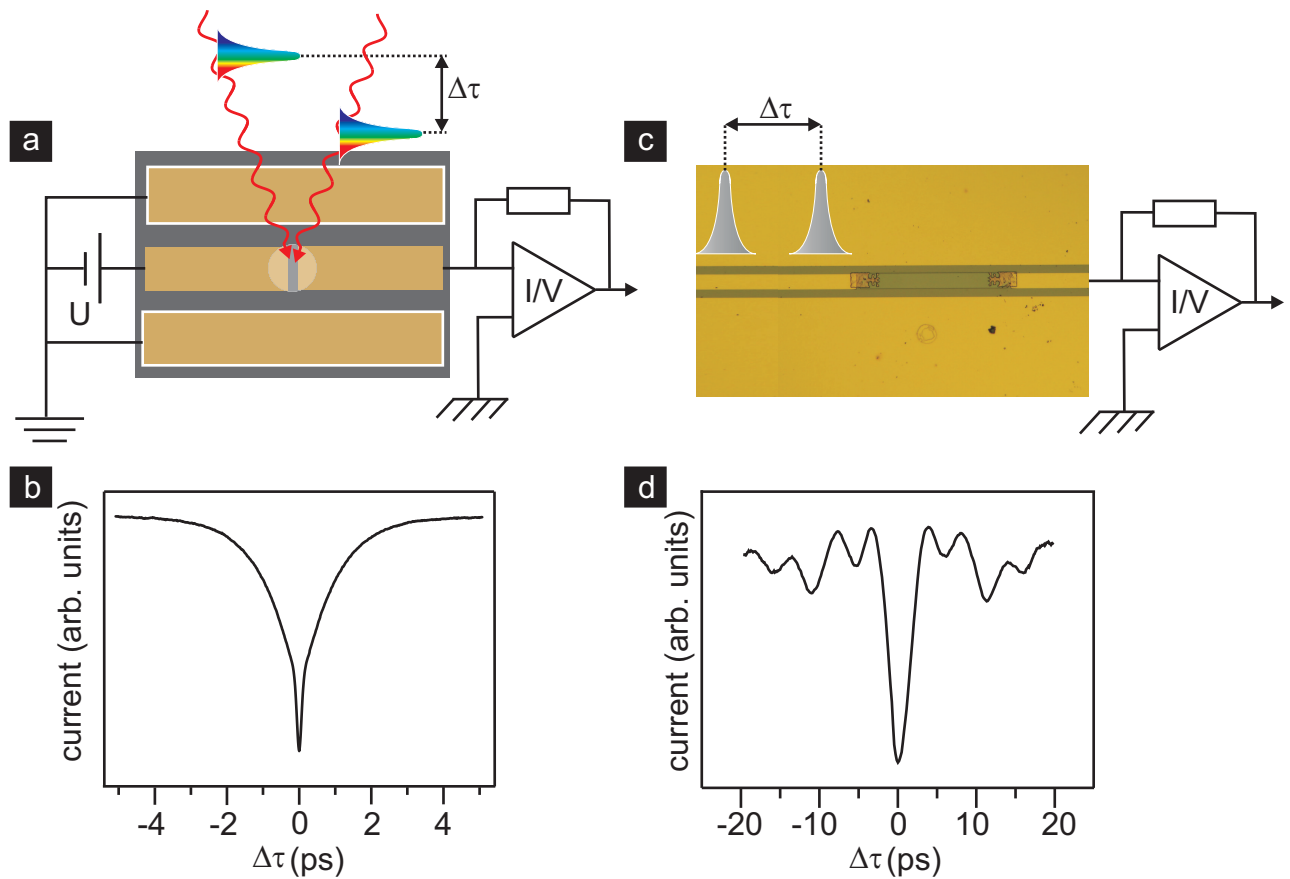 a
Δτ
U
I/V
c
Δτ
I/V
b
current (arb. units)
-4 -2 0 2 4
Δτ (ps)
d
current (arb. units)
-20 -10 0 10 20
Δτ (ps)